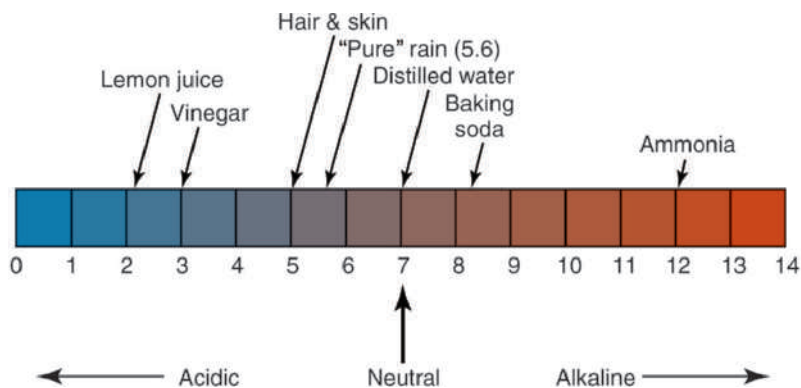 Hair & skin
"Pure" rain (5.6)
Lemon juice
Distilled water
Vinegar
Baking
soda
Ammonia
0 1 2 3 4 5 6 7 8 9 10 11 12 13 14
Acidic Neutral Alkaline